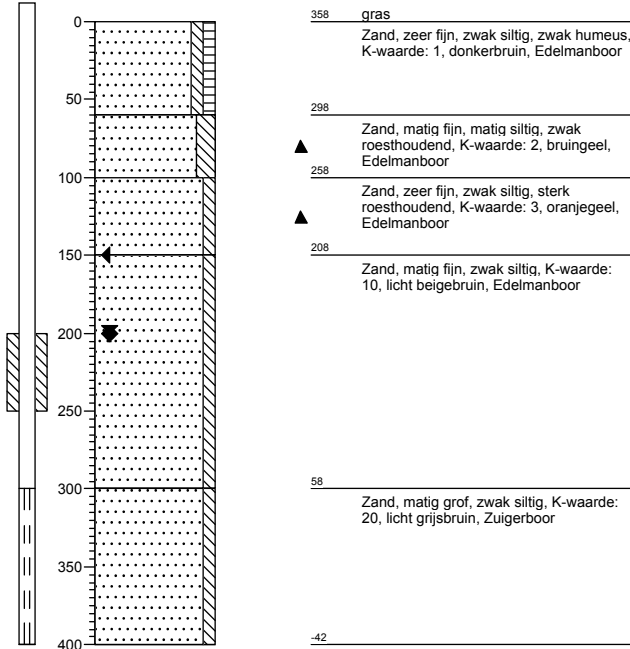 0
50
100
150
200
250
300
350
400
358 gras
Zand, zeer fijn, zwak siltig, zwak humeus,
K-waarde: 1, donkerbruin, Edelmanboor
298
Zand, matig fijn, matig siltig, zwak
roesthoudend, K-waarde: 2, bruingeel,
Edelmanboor
258
Zand, zeer fijn, zwak siltig, sterk
roesthoudend, K-waarde: 3, oranjegeel,
Edelmanboor
208
Zand, matig fijn, zwak siltig, K-waarde:
10, licht beigebruin, Edelmanboor
58
Zand, matig grof, zwak siltig, K-waarde:
20, licht grijsbruin, Zuigerboor
-42